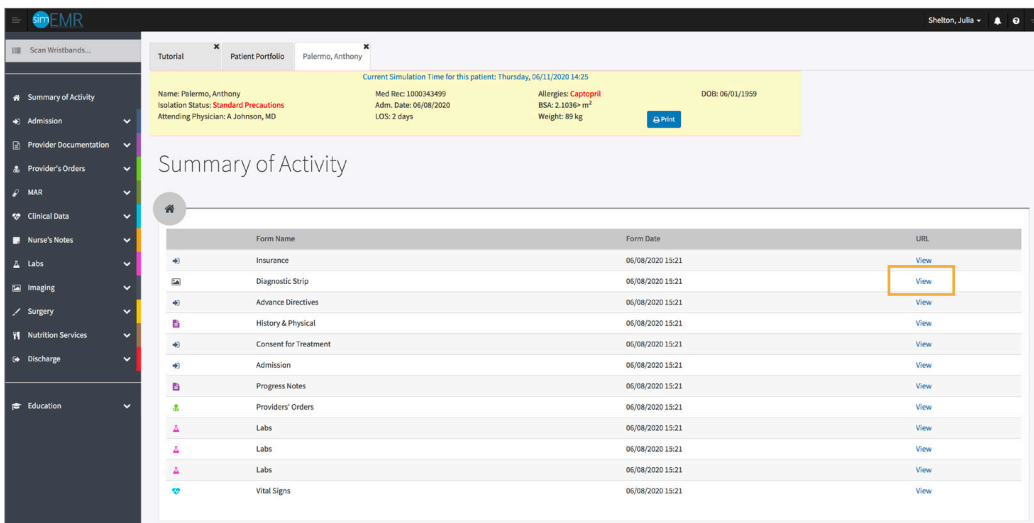 simEMR
Shelton, Julia
Scan Wristbands...
Tutorial
Patient Portfolio
Palermo, Anthony
Current Simulation Time for this patient: Thursday, 06/11/2020 14:25
Name: Palermo, Anthony Med Rec: 1000343499 Allergies: Captopril DOB: 06/01/1959
Isolation Status: Standard Precautions Adm. Date: 06/08/2020 BSA: 2.1036> m²
Attending Physician: A Johnson, MD LOS: 2 days Weight: 89 kg
Print
Summary of Activity
Admission
Provider Documentation
Provider's Orders
MAR
Clinical Data
Nurse's Notes
Labs
Imaging
Surgery
Nutrition Services
Discharge
Education
Summary of Activity
Form Name Form Date URL
Insurance 06/08/2020 15:21 View
Diagnostic Strip 06/08/2020 15:21 View
Advance Directives 06/08/2020 15:21 View
History & Physical 06/08/2020 15:21 View
Consent for Treatment 06/08/2020 15:21 View
Admission 06/08/2020 15:21 View
Progress Notes 06/08/2020 15:21 View
Providers' Orders 06/08/2020 15:21 View
Labs 06/08/2020 15:21 View
Labs 06/08/2020 15:21 View
Labs 06/08/2020 15:21 View
Vital Signs 06/08/2020 15:21 View